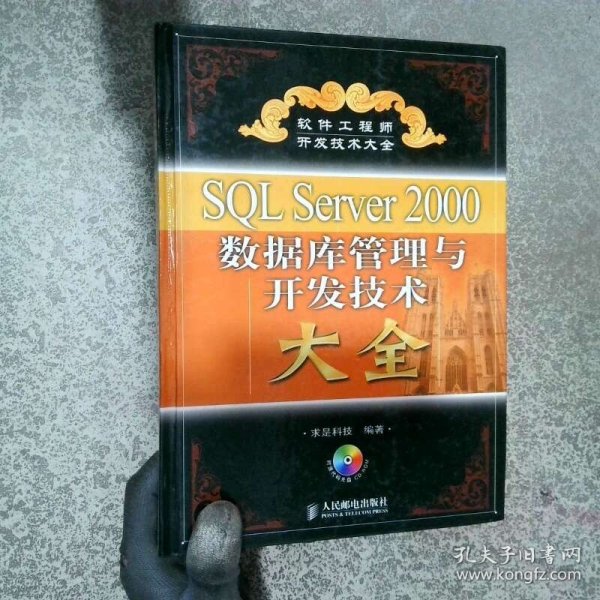 软件工程师
开发技术大全
SQL Server 2000
数据库管理与
开发技术
大全
·求是科技 编著·
人民邮电出版社
POSTS & TELECOM PRESS
孔夫子旧书网
www.kongfz.com